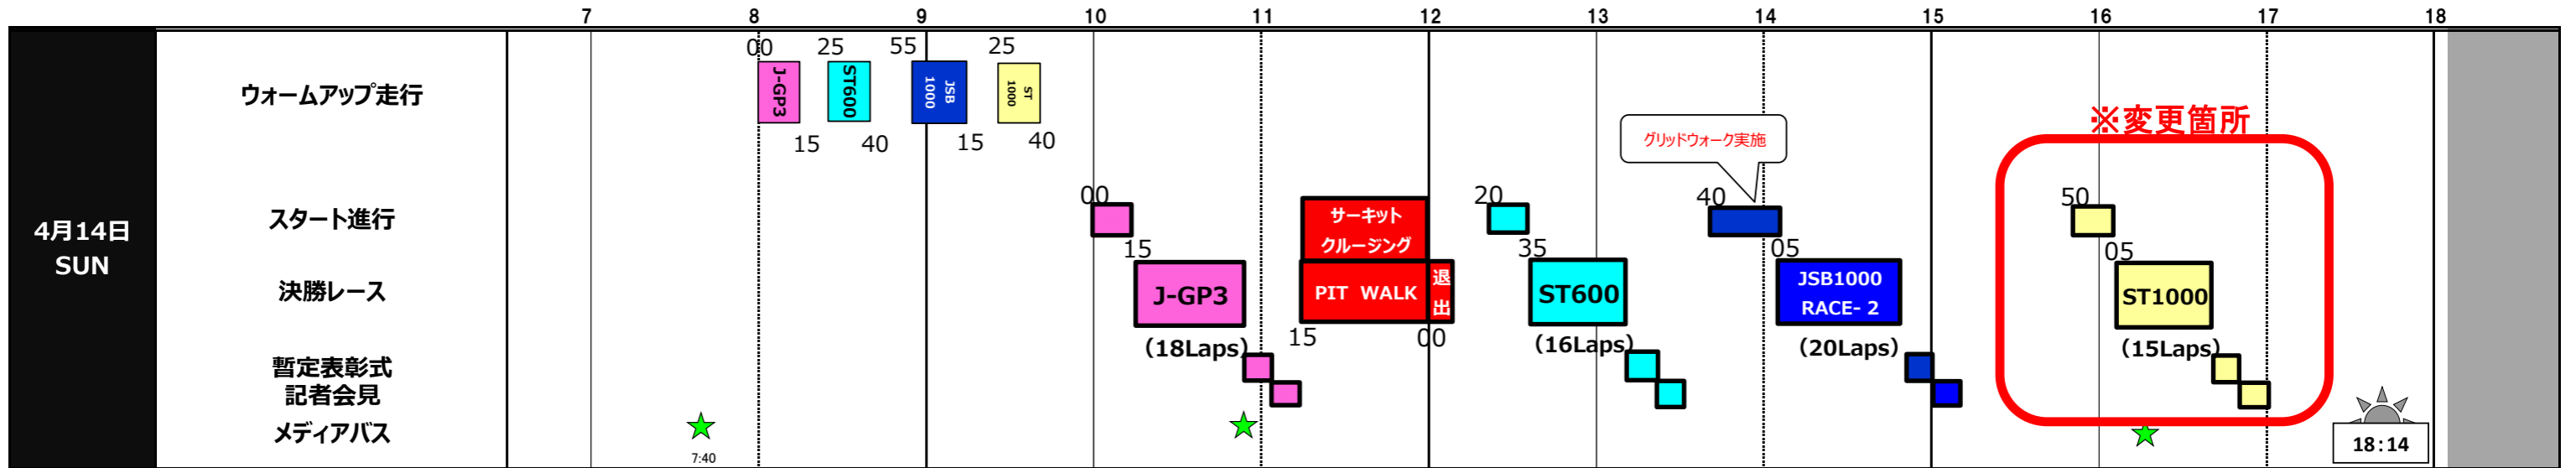 7 8 9 10 11 12 13 14 15 16 17 18
4月14日
SUN
ウォームアップ走行
00 25 55 25
J-GP3
ST600
JSB
1000
ST
1000
15 40 15 40
※変更箇所
グリッドウォーク実施
スタート進行
00 20 40 50
サーキット
クルージング
15 35 05 05
決勝レース
J-GP3
PIT WALK
退
出
ST600
JSB1000
RACE- 2
ST1000
15 00
(18Laps) (16Laps) (20Laps) (15Laps)
暫定表彰式
記者会見
メディアバス
7:40
18:14